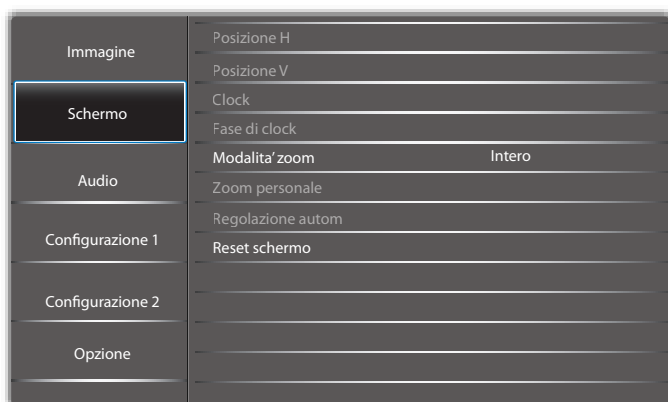 Immagine
Schermo
Audio
Configurazione 1
Configurazione 2
Opzione
Posizione H
Posizione V
Clock
Fase di clock
Modalita’ zoom Intero
Zoom personale
Regolazione autom
Reset schermo